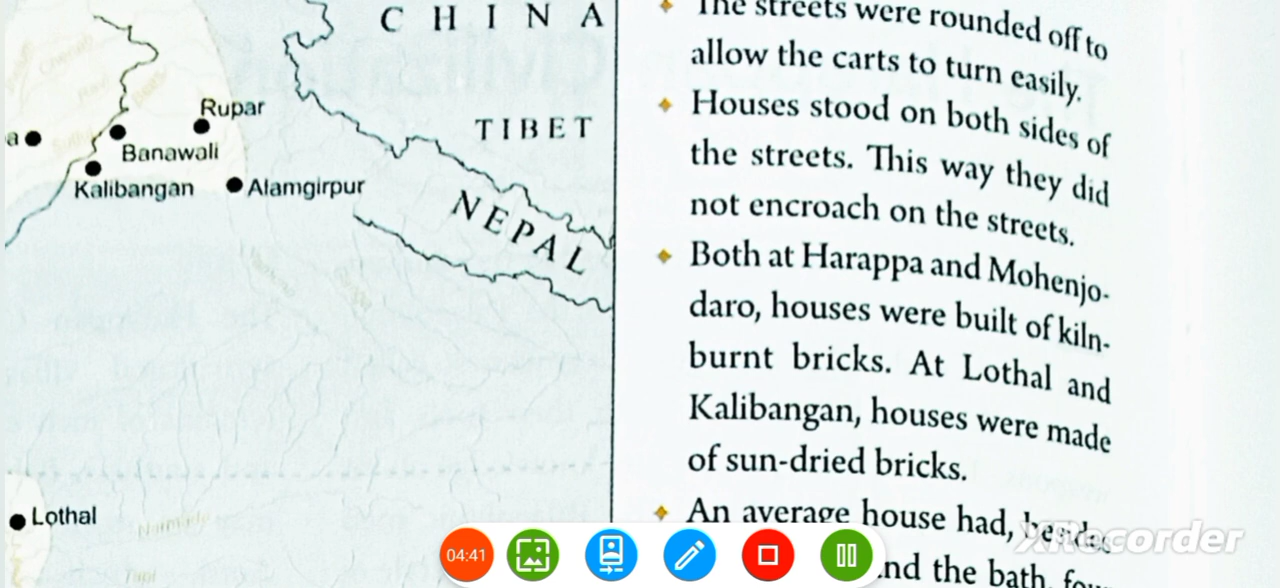 CHINA
TIBET
NEPAL
Rupar
a
Banawali
Kalibangan
Alamgirpur
Lothal
The streets were rounded off to
allow the carts to turn easily.
Houses stood on both sides of
the streets. This way they did
not encroach on the streets.
Both at Harappa and Mohenjo-
daro, houses were built of kiln-
burnt bricks. At Lothal and
Kalibangan, houses were made
of sun-dried bricks.
An average house had, besides
nd the bath, four
04:41
XRecorder